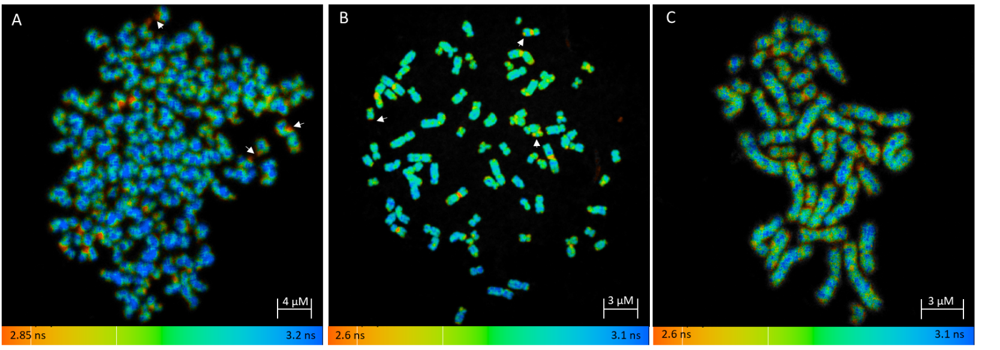 A
B
C
4 μM
3 μM
3 μM
2.85 ns
3.2 ns
2.6 ns
3.1 ns
2.6 ns
3.1 ns